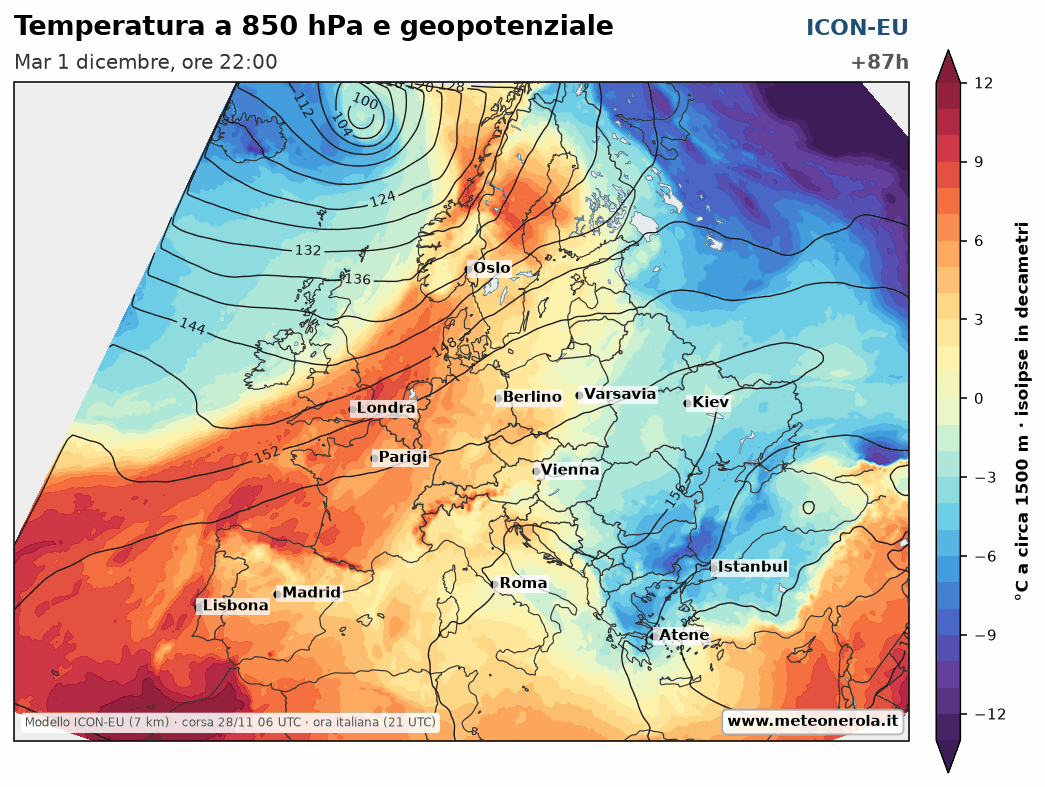 Temperatura a 850 hPa e geopotenziale
ICON-EU
Mar 1 dicembre, ore 22:00
+87h
100
112
104
128
124
132
136
144
148
152
156
Oslo
Berlino
Varsavia
Kiev
Londra
Parigi
Vienna
Istanbul
Roma
Madrid
Lisbona
Atene
Modello ICON-EU (7 km) · corsa 28/11 06 UTC · ora italiana (21 UTC)
www.meteonerola.it
12
9
6
3
0
−3
−6
−9
−12
°C a circa 1500 m · isoipse in decametri